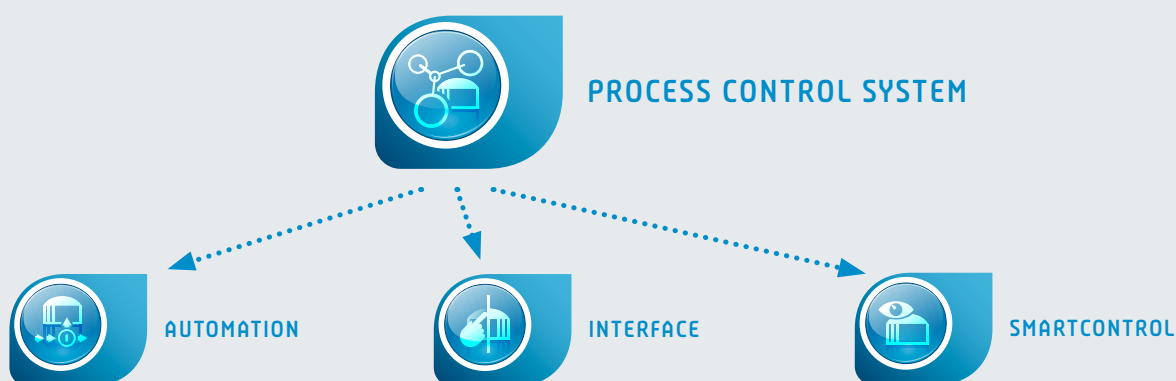 PROCESS CONTROL SYSTEM
AUTOMATION
INTERFACE
SMARTCONTROL